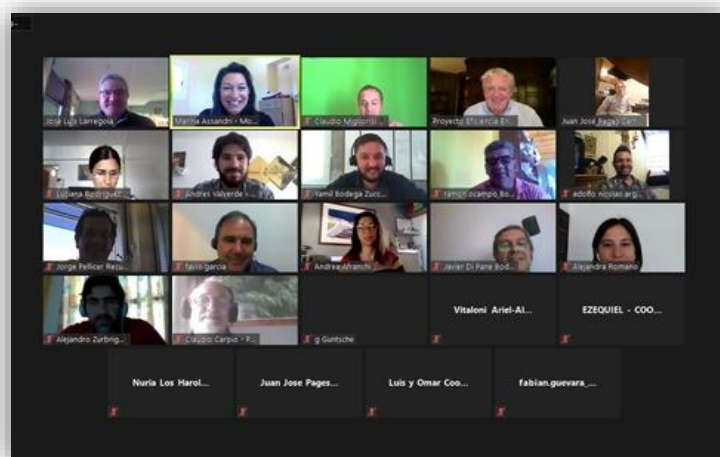 Jose Luis Larregola
Marina Assandri - Mo...
Claudio Migliorisi
Proyecto Eficiencia En...
Juan José Pages
Luciana Rodriguez
Andres Valverde -
Yamil Bodega Zucc...
ramon.ocampo Bo...
adolfo nicolas arg...
Jorge Pellicer Recu...
favio garcia
Andrea Afranchi
Javier Di Pane Bod...
Alejandra Romano
Alejandro Zurbrig...
Claudio Carpio - P...
g Guntsche
Vitaloni Ariel-Al...
EZEQUIEL - COO...
Nuria Los Harol...
Juan Jose Pages...
Luis y Omar Coo...
fabian.guevara_...